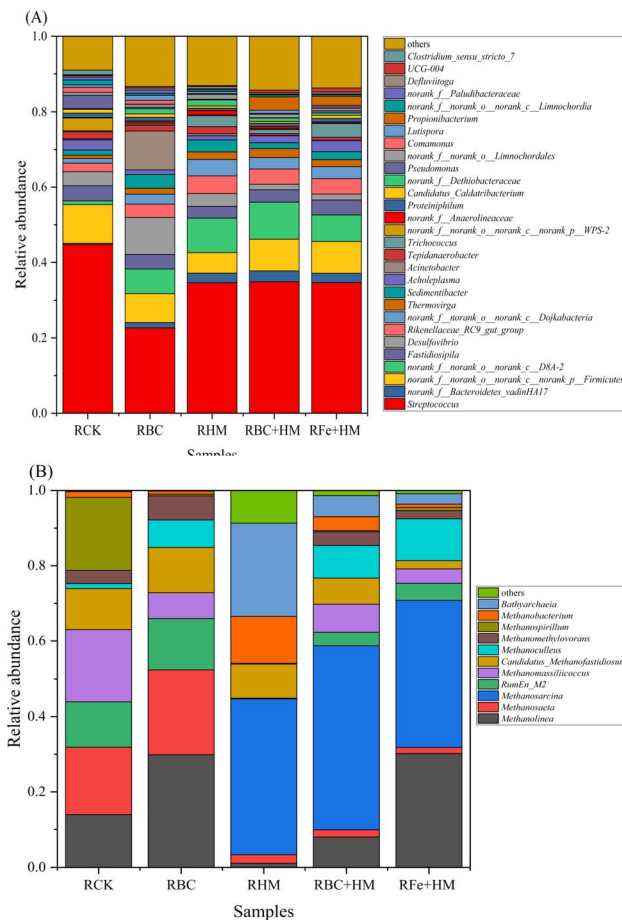 (A)
1.0
0.8
0.6
0.4
0.2
0.0
Relative abundance
RCK
RBC
RHM
RBC+HM
RFe+HM
Samples
others
Clostridium_sensu_stricto_7
UCG-004
Defluviitoga
norank_f__Paludibacteraceae
norank_f__norank_o__norank_c__Limnochordia
Propionibacterium
Lutispora
Comamonas
norank_f__norank_o__Limnochordales
Pseudomonas
norank_f__Dethiobacteraceae
Candidatus_Caldatribacterium
Proteiniphilum
norank_f__Anaerolineaceae
norank_f__norank_o__norank_c__norank_p__WPS-2
Trichococcus
Tepidanaerobacter
Acinetobacter
Acholeplasma
Sedimentibacter
Thermovirga
norank_f__norank_o__norank_c__Dojkabacteria
Rikenellaceae_RC9_gut_group
Desulfovibrio
Fastidiosipila
norank_f__norank_o__norank_c__D8A-2
norank_f__norank_o__norank_c__norank_p__Firmicutes
norank_f__Bacteroidetes_vadinHA17
Streptococcus
(B)
1.0
0.8
0.6
0.4
0.2
0.0
Relative abundance
RCK
RBC
RHM
RBC+HM
RFe+HM
Samples
others
Bathyarchaeia
Methanobacterium
Methanospirillum
Methanomethylovorans
Methanoculleus
Candidatus_Methanofastidiosum
Methanomassiliicoccus
RumEn_M2
Methanosarcina
Methanosaeta
Methanolinea